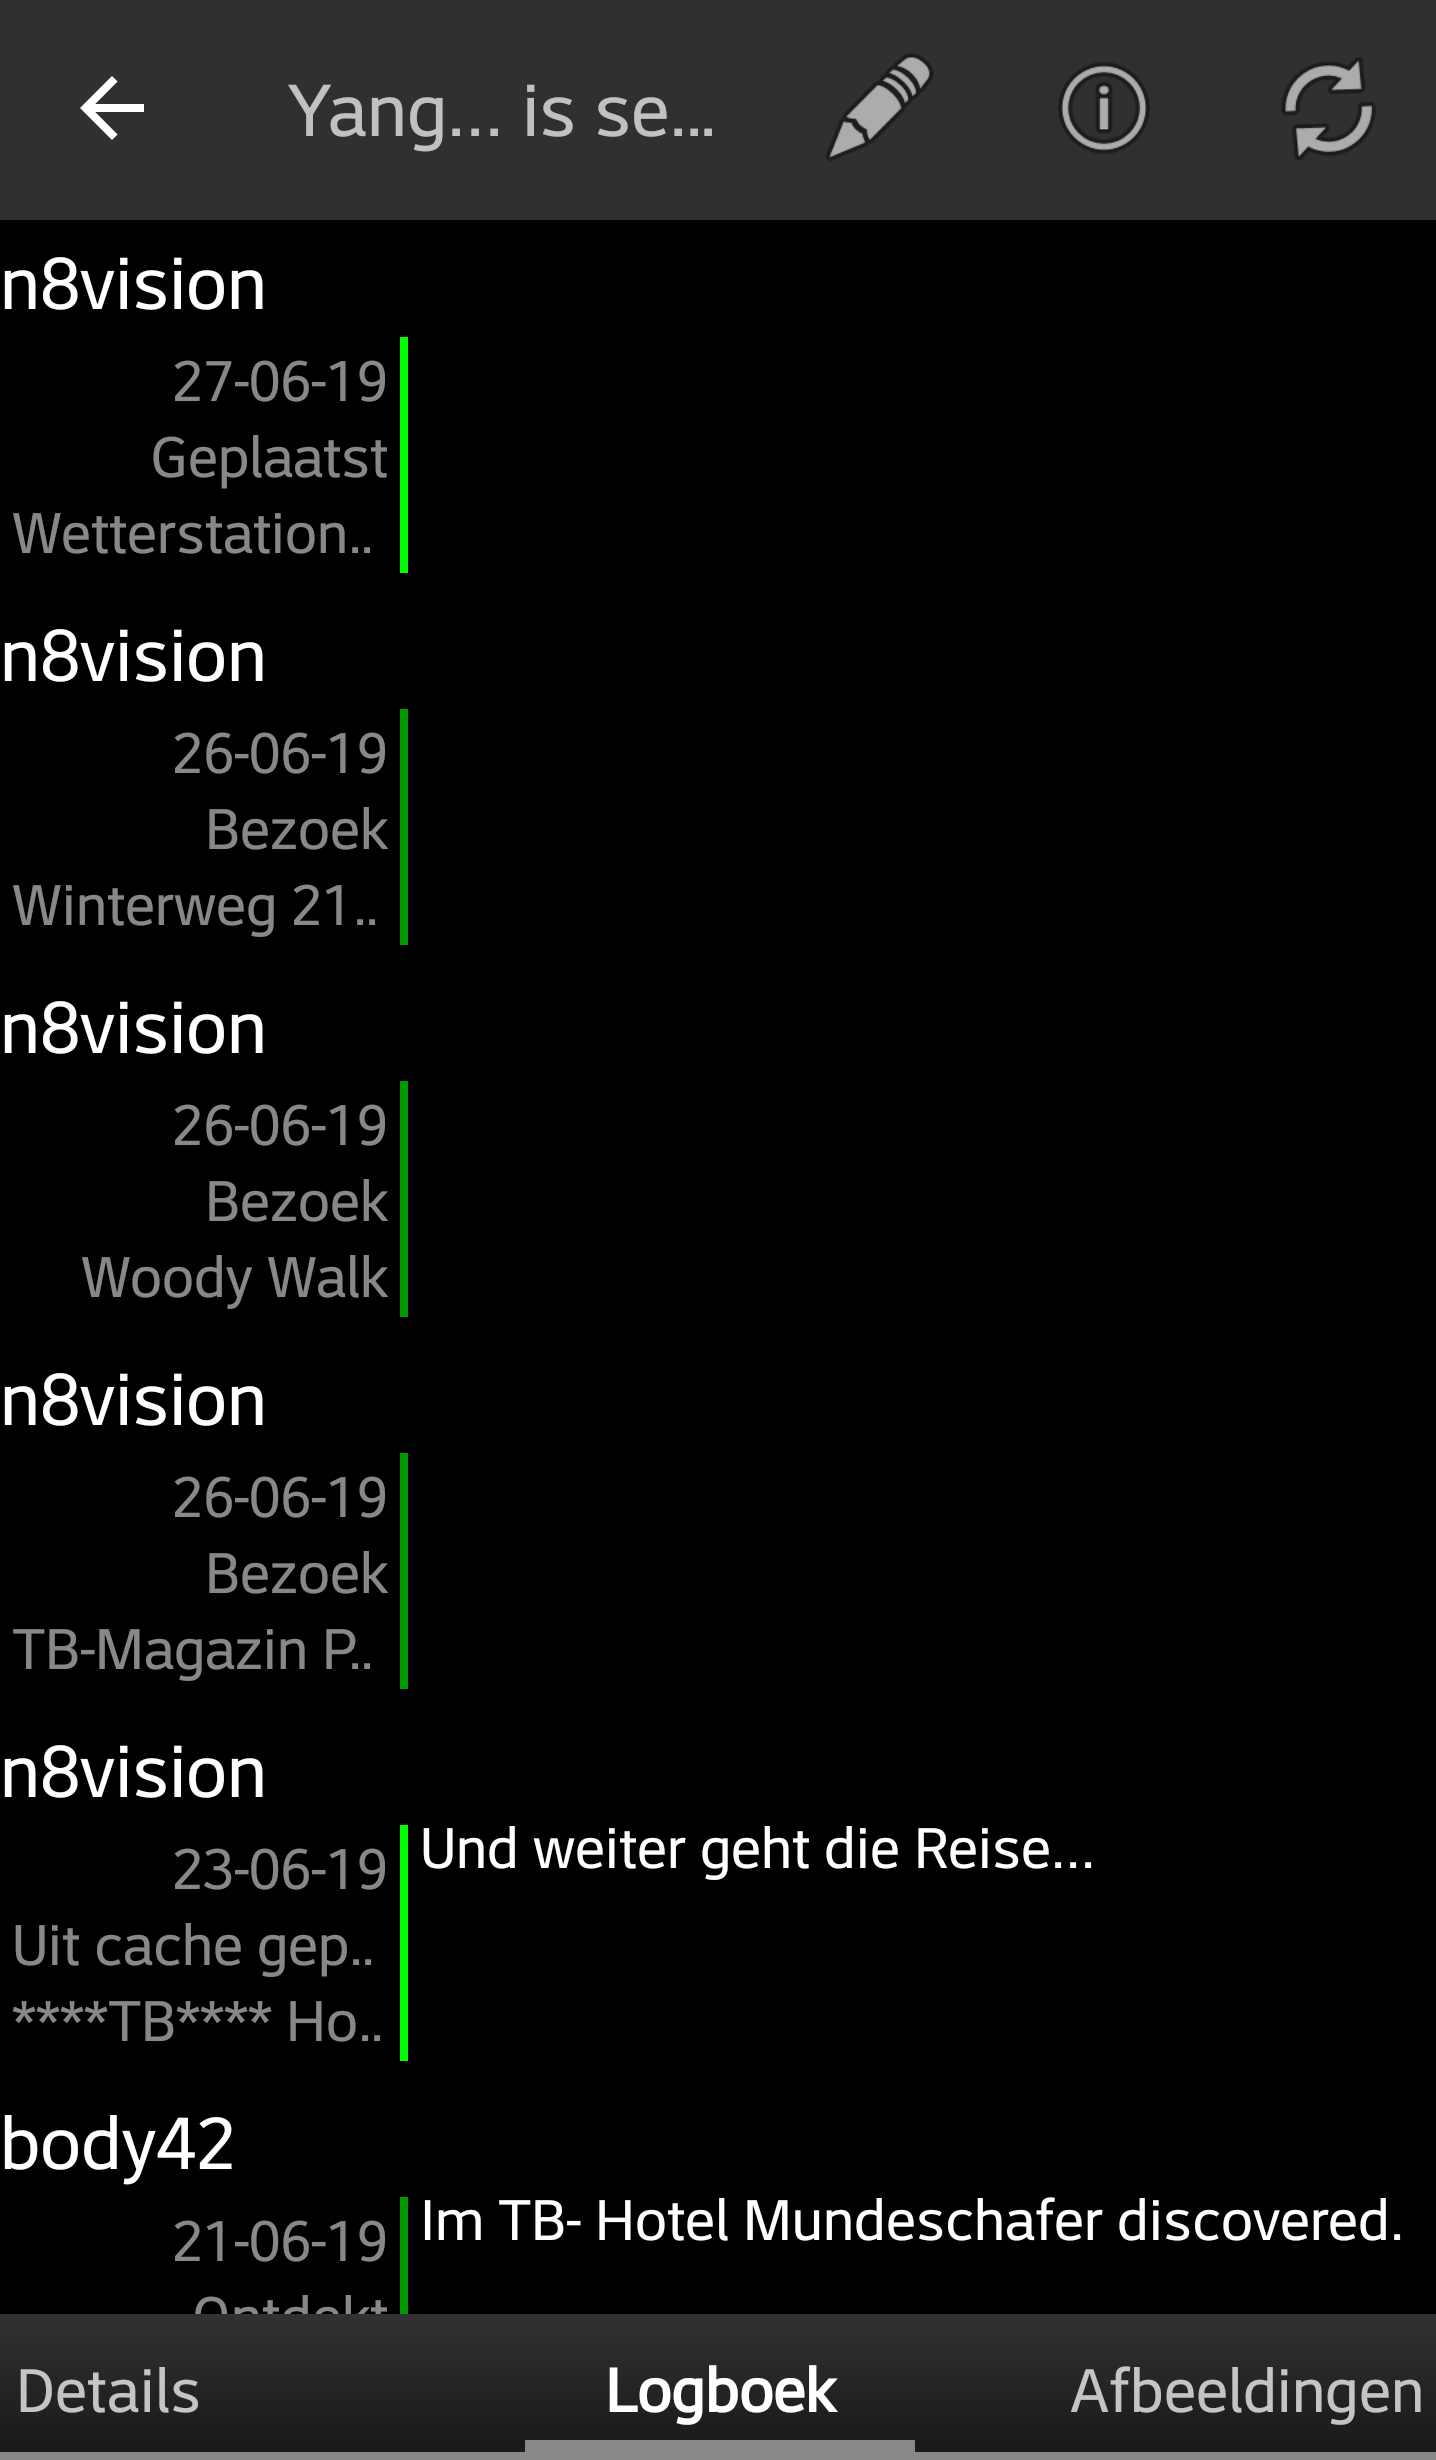 Yang... is se...
n8vision
27-06-19
Geplaatst
Wetterstation..
n8vision
26-06-19
Bezoek
Winterweg 21..
n8vision
26-06-19
Bezoek
Woody Walk
n8vision
26-06-19
Bezoek
TB-Magazin P..
n8vision
23-06-19
Und weiter geht die Reise...
Uit cache gep..
****TB**** Ho..
body42
21-06-19
Im TB- Hotel Mundeschafer discovered.
Ontdekt
Details
Logboek
Afbeeldingen